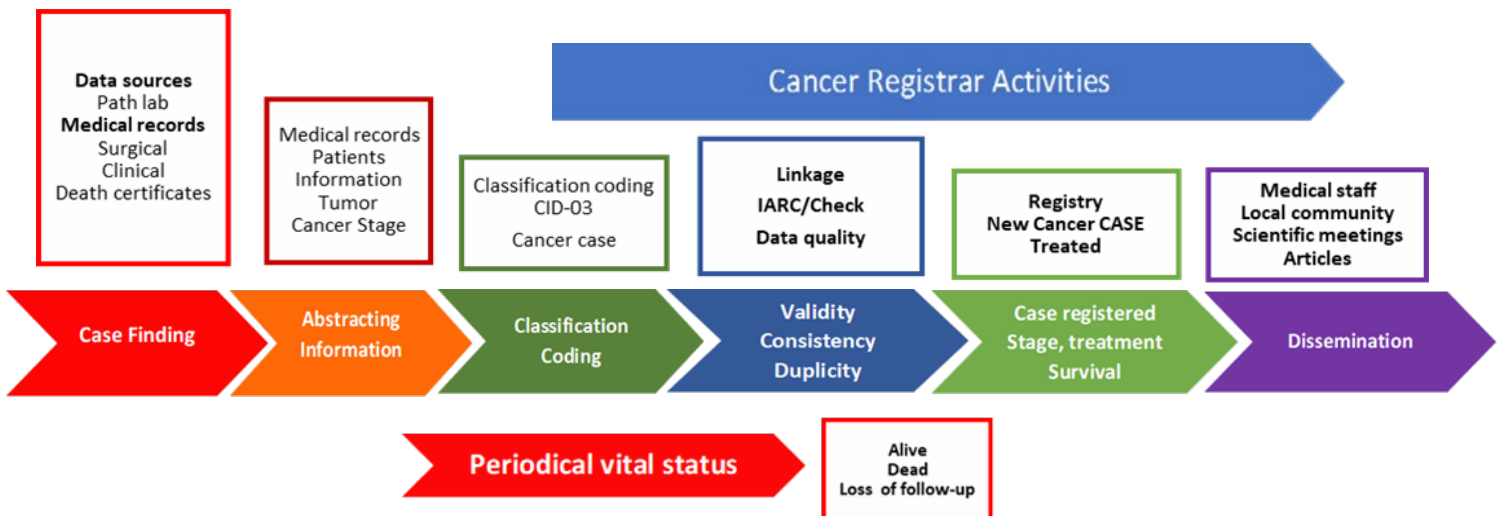 Cancer Registrar Activities
Data sources
Path lab
Medical records
Surgical
Clinical
Death certificates
Medical records
Patients
Information
Tumor
Cancer Stage
Classification coding
CID-03
Cancer case
Linkage
IARC/Check
Data quality
Registry
New Cancer CASE
Treated
Medical staff
Local community
Scientific meetings
Articles
Case Finding
Abstracting
Information
Classification
Coding
Validity
Consistency
Duplicity
Case registered
Stage, treatment
Survival
Dissemination
Periodical vital status
Alive
Dead
Loss of follow-up